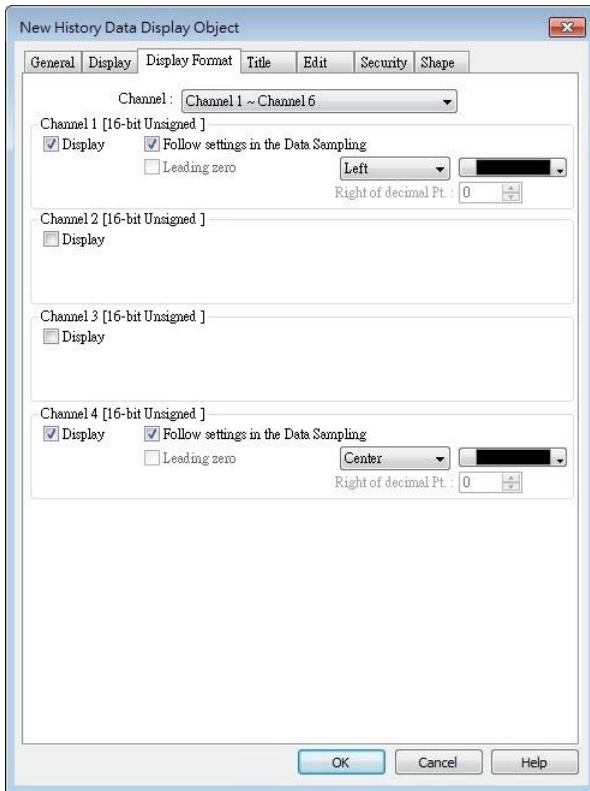 New History Data Display Object
General Display Display Format Title Edit Security Shape
Channel : Channel 1 ~ Channel 6
Channel 1 [16-bit Unsigned ]
Display Follow settings in the Data Sampling
Leading zero Left
Right of decimal Pt. : 0
Channel 2 [16-bit Unsigned ]
Display
Channel 3 [16-bit Unsigned ]
Display
Channel 4 [16-bit Unsigned ]
Display Follow settings in the Data Sampling
Leading zero Center
Right of decimal Pt. : 0
OK Cancel Help